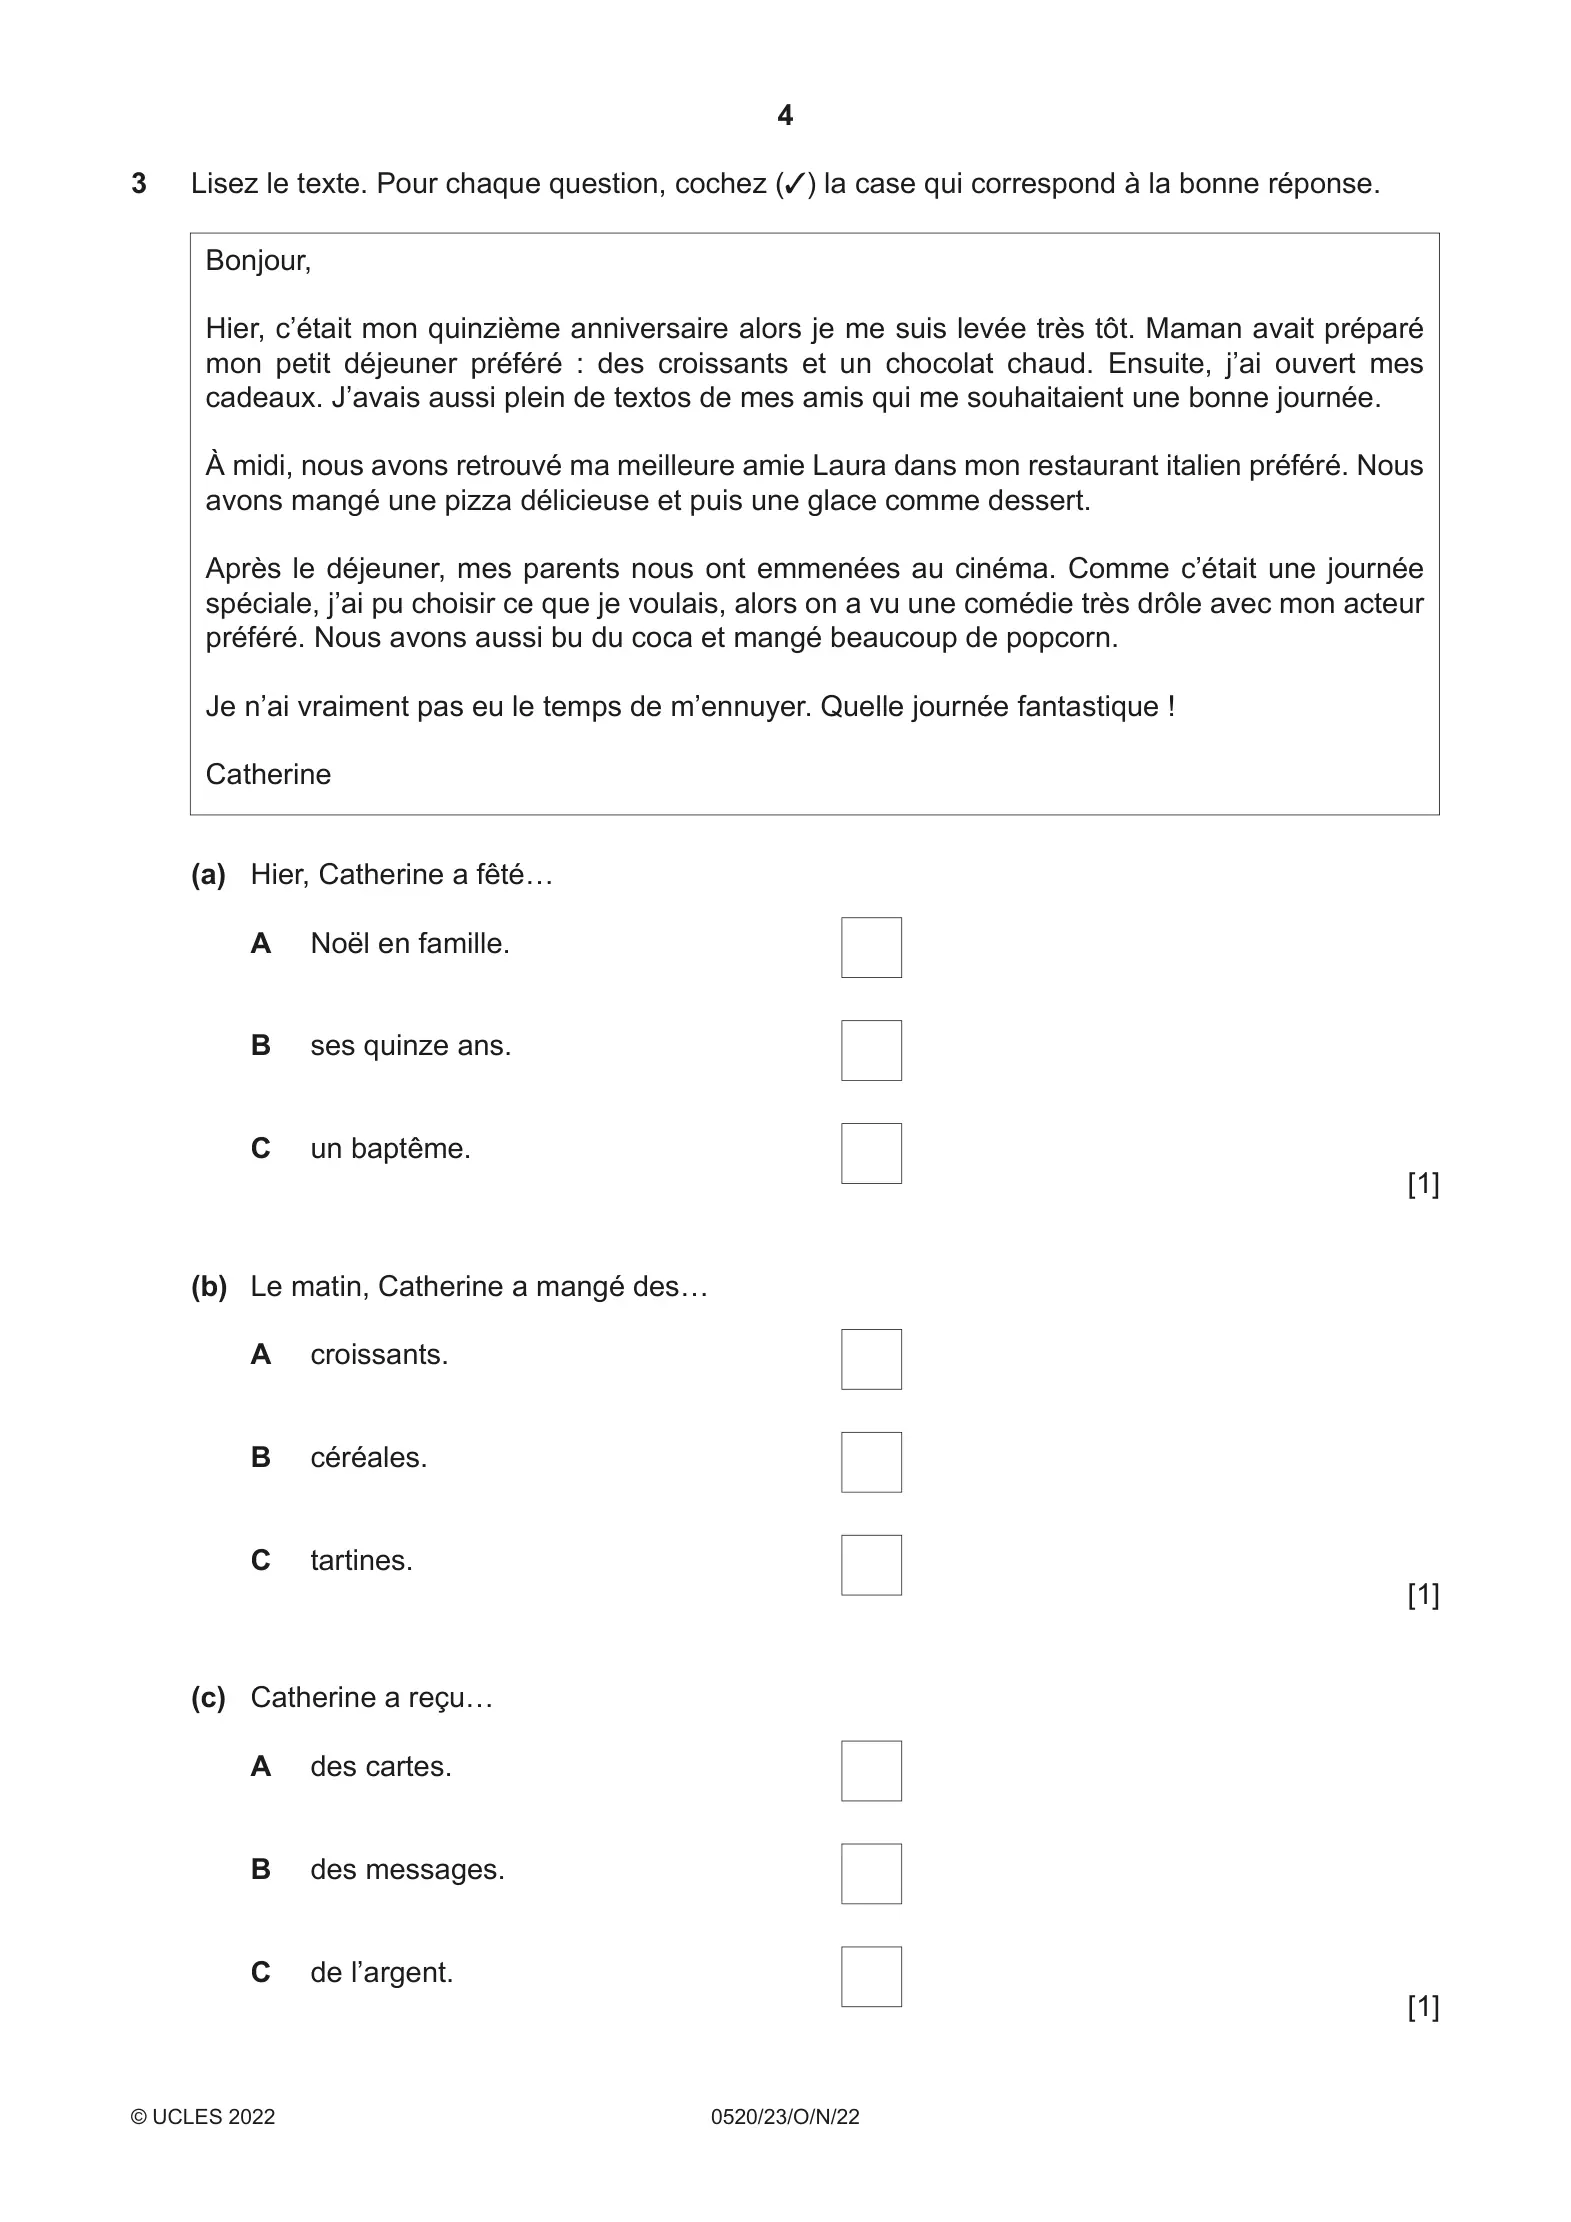 4
3 Lisez le texte. Pour chaque question, cochez (✓) la case qui correspond à la bonne réponse.
Bonjour,
Hier, c’était mon quinzième anniversaire alors je me suis levée très tôt. Maman avait préparé
mon petit déjeuner préféré : des croissants et un chocolat chaud. Ensuite, j’ai ouvert mes
cadeaux. J’avais aussi plein de textos de mes amis qui me souhaitaient une bonne journée.
À midi, nous avons retrouvé ma meilleure amie Laura dans mon restaurant italien préféré. Nous
avons mangé une pizza délicieuse et puis une glace comme dessert.
Après le déjeuner, mes parents nous ont emmenées au cinéma. Comme c’était une journée
spéciale, j’ai pu choisir ce que je voulais, alors on a vu une comédie très drôle avec mon acteur
préféré. Nous avons aussi bu du coca et mangé beaucoup de popcorn.
Je n’ai vraiment pas eu le temps de m’ennuyer. Quelle journée fantastique !
Catherine
(a) Hier, Catherine a fêté…
A Noël en famille.
B ses quinze ans.
C un baptême.
[1]
(b) Le matin, Catherine a mangé des…
A croissants.
B céréales.
C tartines.
[1]
(c) Catherine a reçu…
A des cartes.
B des messages.
C de l’argent.
[1]
© UCLES 2022 0520/23/O/N/22